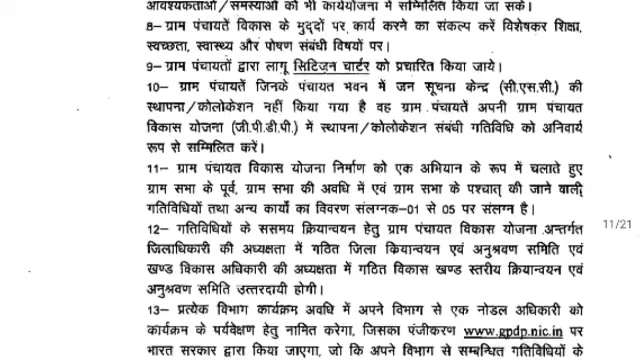 आवश्यकताओं/समस्याओं को भी कार्ययोजना में सम्मिलित किया जा सके।
8- ग्राम पंचायतें विकास के मुद्दों पर कार्य करने का संकल्प करें विशेषकर शिक्षा,
स्वच्छता, स्वास्थ्य और पोषण संबंधी विषयों पर।
9- ग्राम पंचायतों द्वारा लागू सिटिज़न चार्टर को प्रचारित किया जाये।
10- ग्राम पंचायतें जिनके पंचायत भवन में जन सूचना केन्द्र (सी.एस.सी.) की
स्थापना/कोलोकेशन नहीं किया गया है वह ग्राम पंचायतें अपनी ग्राम पंचायत
विकास योजना (जी.पी.डी.पी.) में स्थापना/कोलोकेशन संबंधी गतिविधि को अनिवार्य
रूप से सम्मिलित करें।
11- ग्राम पंचायत विकास योजना निर्माण को एक अभियान के रूप में चलाते हुए
ग्राम सभा के पूर्व, ग्राम सभा की अवधि में एवं ग्राम सभा के पश्चात् की जाने वाली
गतिविधियों तथा अन्य कार्यो का विवरण संलग्नक-01 से 05 पर संलग्न है।
11/21
12- गतिविधियों के ससमय क्रियान्वयन हेतु ग्राम पंचायत विकास योजना अन्तर्गत
जिलाधिकारी की अध्यक्षता में गठित जिला कियान्वयन एवं अनुश्रवण समिति एवं
खण्ड विकास अधिकारी की अध्यक्षता में गठित विकास खण्ड स्तरीय क्रियान्वयन एवं
अनुश्रवण समिति उत्तरदायी होगी।
13- प्रत्येक विभाग कार्यक्रम अवधि में अपने विभाग से एक नोडल अधिकारी को
कार्यक्रम के पर्यवेक्षण हेतु नामित करेगा, जिसका पंजीकरण www.gpdp.nic.in पर
भारत सरकार द्वारा किया जाएगा, जो कि अपने विभाग से सम्बन्धित गतिविधियों के